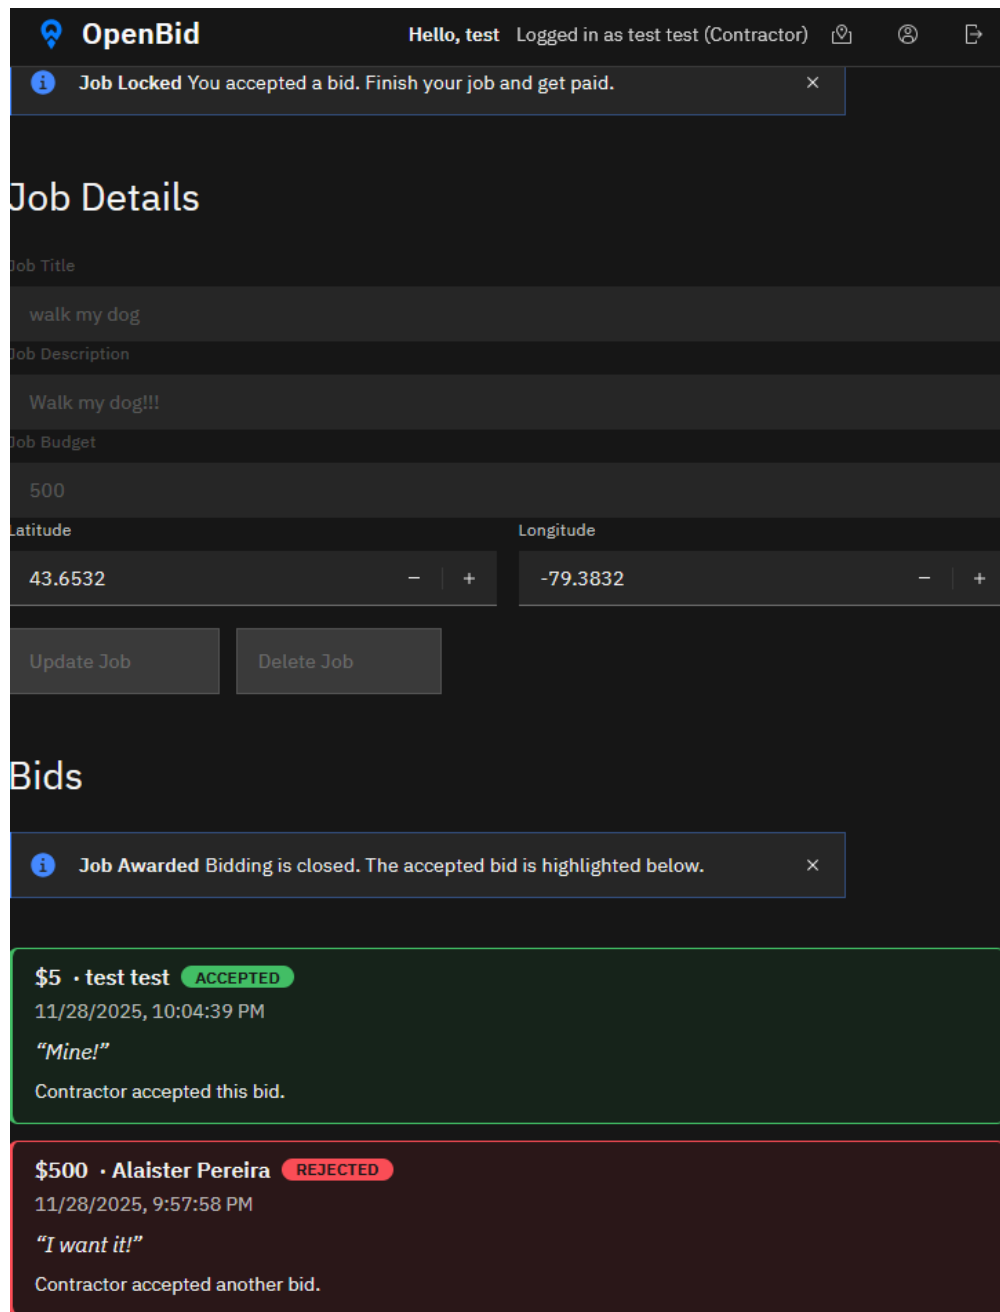 OpenBid
Hello, test Logged in as test test (Contractor)
Job Locked You accepted a bid. Finish your job and get paid.
Job Details
Job Title
walk my dog
Job Description
Walk my dog!!!
Job Budget
500
Latitude Longitude
43.6532 -79.3832
Update Job Delete Job
Bids
Job Awarded Bidding is closed. The accepted bid is highlighted below.
$5 · test test ACCEPTED
11/28/2025, 10:04:39 PM
“Mine!”
Contractor accepted this bid.
$500 · Alaister Pereira REJECTED
11/28/2025, 9:57:58 PM
“I want it!”
Contractor accepted another bid.